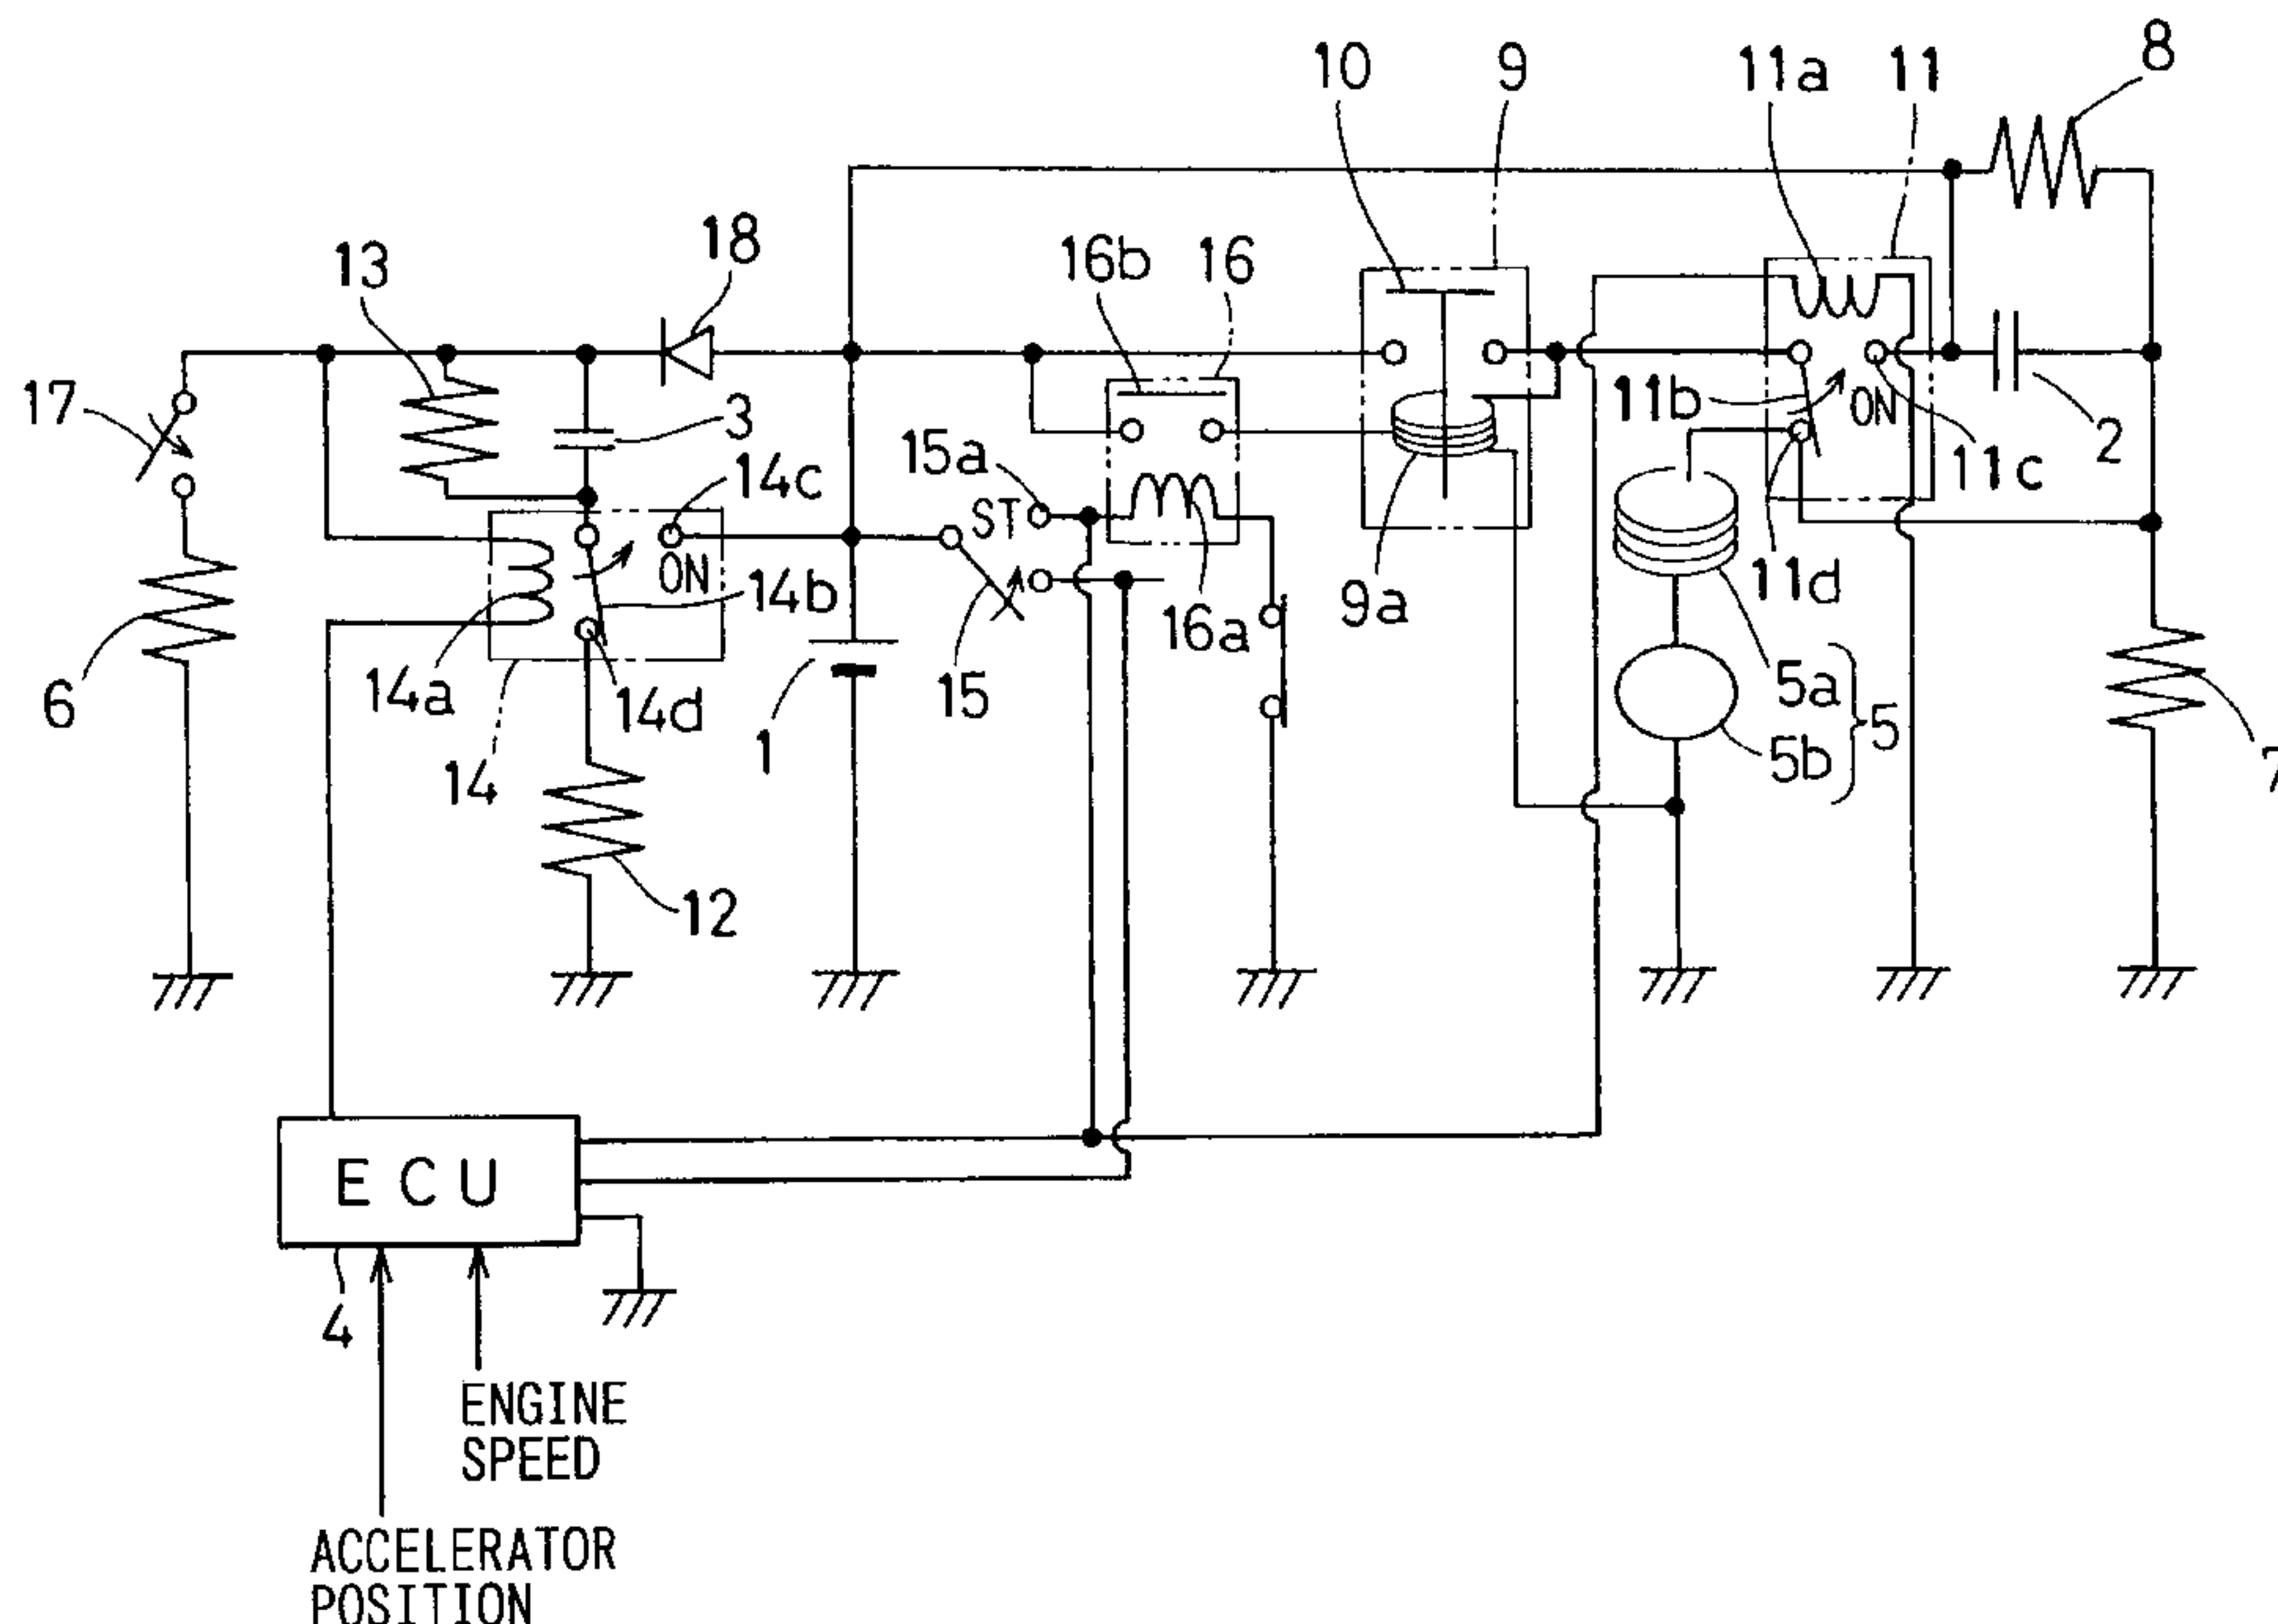 10
9
11a
11
8
18
13
16b
16
17
3
15a
14c
11b
ON
2
11c
ST
ON
14b
16a
9a
11d
6
14a
14d
15
5a
5
1
14
5b
7
12
ECU
4
ENGINE
SPEED
ACCELERATOR
POSITION